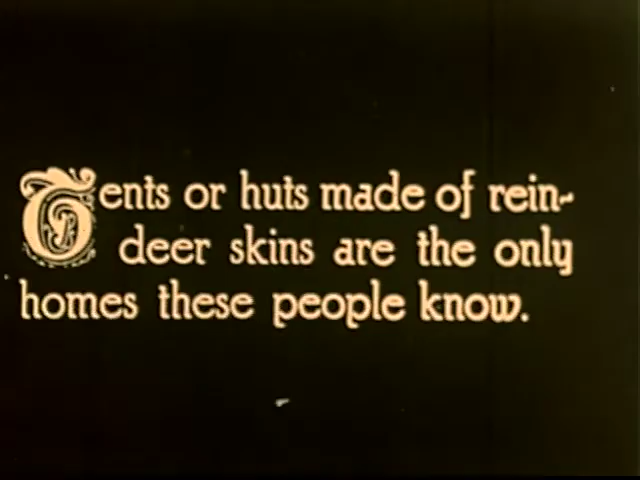 Tents or huts made of rein-
deer skins are the only
homes these people know.